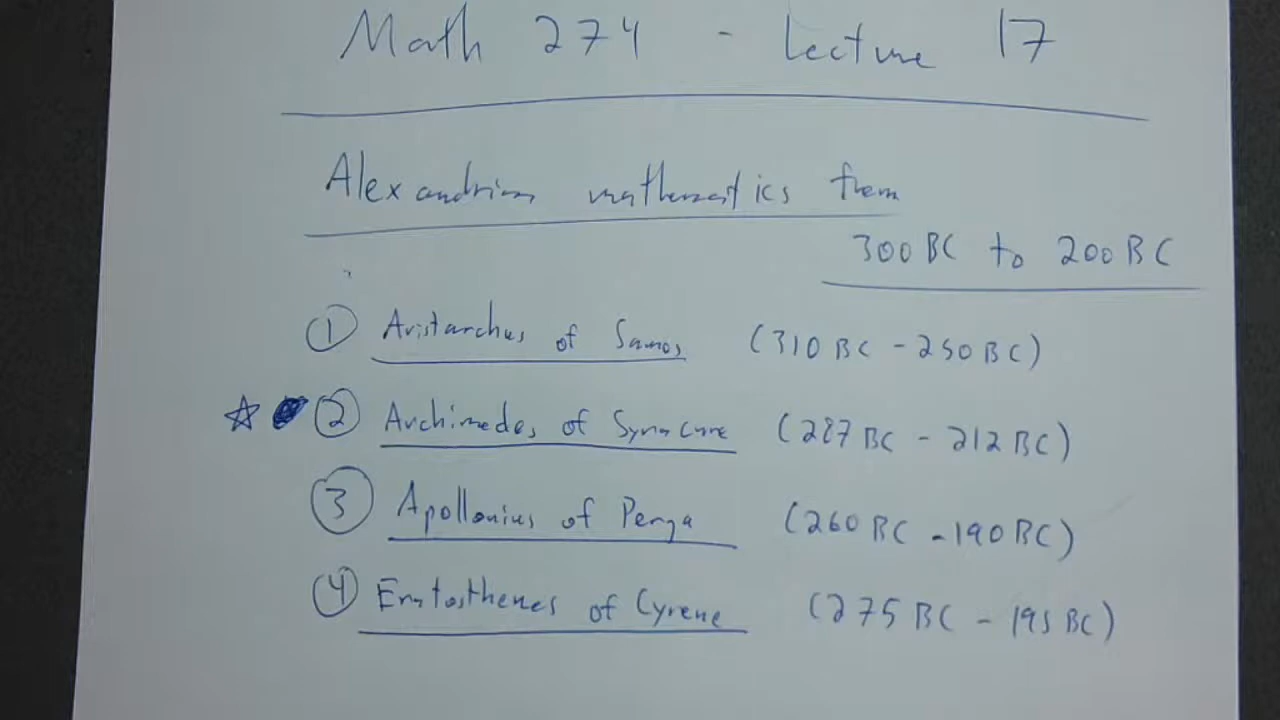 Math 274 - Lecture 17
Alexandrian mathematics from
300 BC to 200 BC
① Aristarchus of Samos (310 BC - 250 BC)
☆ ② Archimedes of Syracuse (287 BC - 212 BC)
③ Apollonius of Perga (260 BC - 190 BC)
④ Eratosthenes of Cyrene (275 BC - 195 BC)